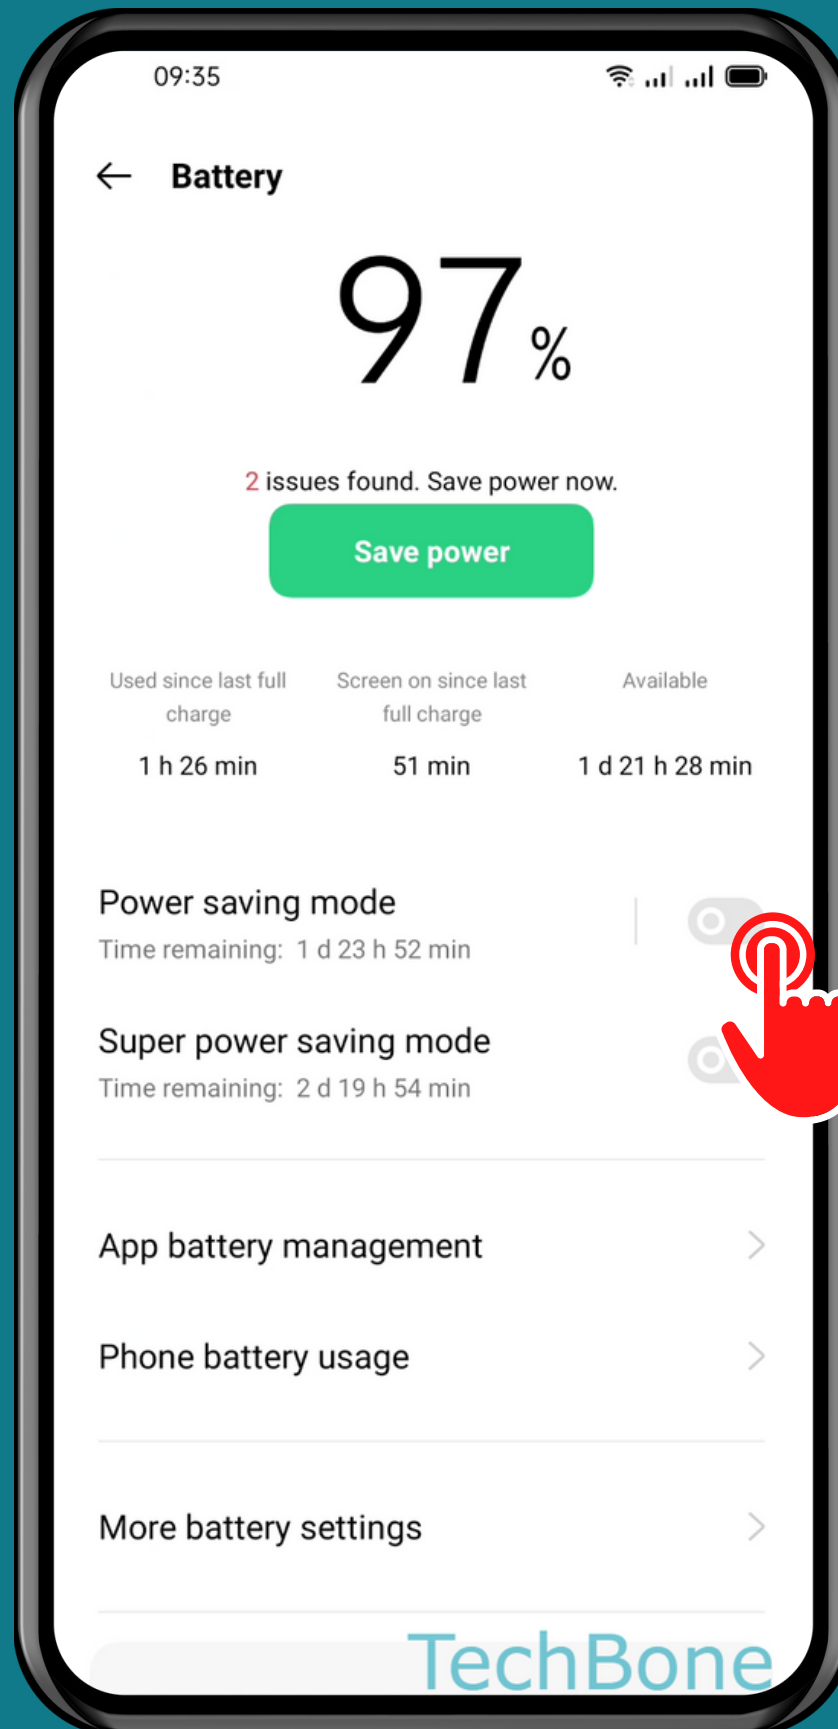 09:35
Battery
97%
2 issues found. Save power now.
Save power
Used since last full charge
1 h 26 min
Screen on since last full charge
51 min
Available
1 d 21 h 28 min
Power saving mode
Time remaining: 1 d 23 h 52 min
Super power saving mode
Time remaining: 2 d 19 h 54 min
App battery management
Phone battery usage
More battery settings
TechBone